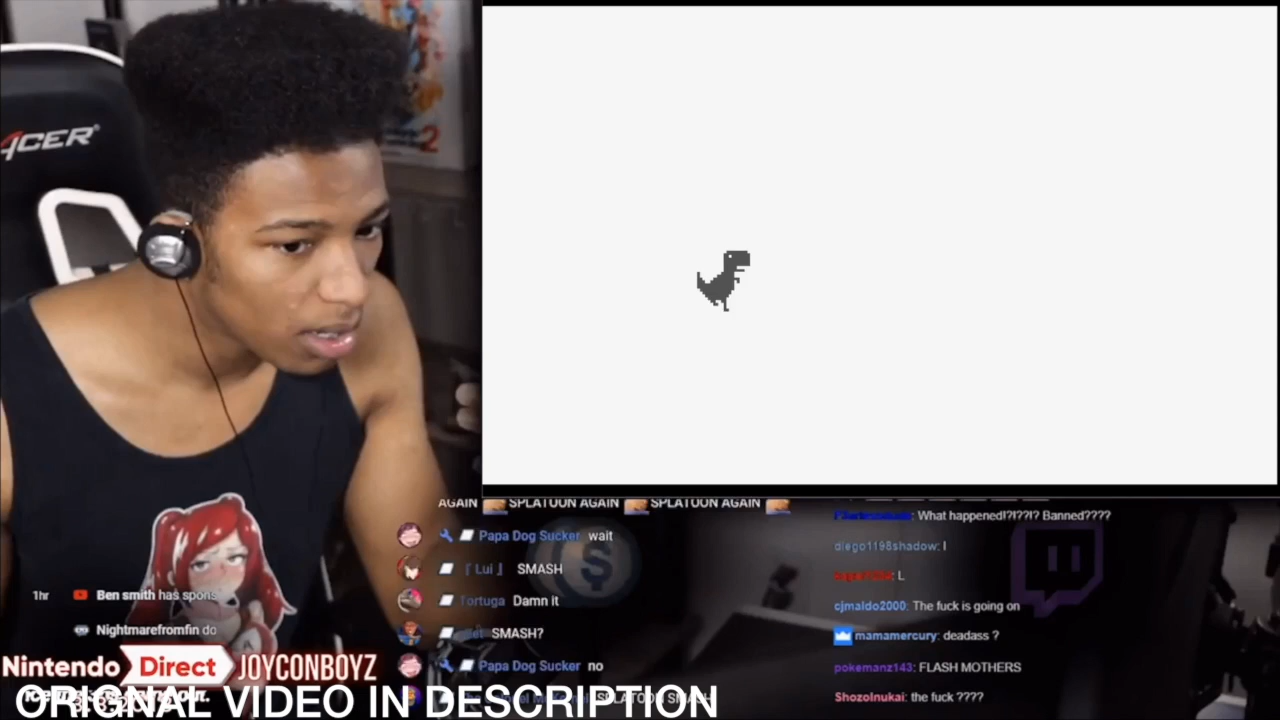 ACER®
2
AGAIN SPLATOON AGAIN SPLATOON AGAIN
Papa Dog Sucker wait
「Lui」 SMASH
Tortuga Damn it
SMASH?
Papa Dog Sucker no
What happened!?!??!? Banned????
diego1198shadow: I
L
cjmaldo2000: The fuck is going on
mamamercury: deadass ?
pokemanz143: FLASH MOTHERS
ShozoInukai: the fuck ????
1hr Ben smith has spons
Nightmarefromfin do
Nintendo Direct JOYCONBOYZ
ORIGNAL VIDEO IN DESCRIPTION